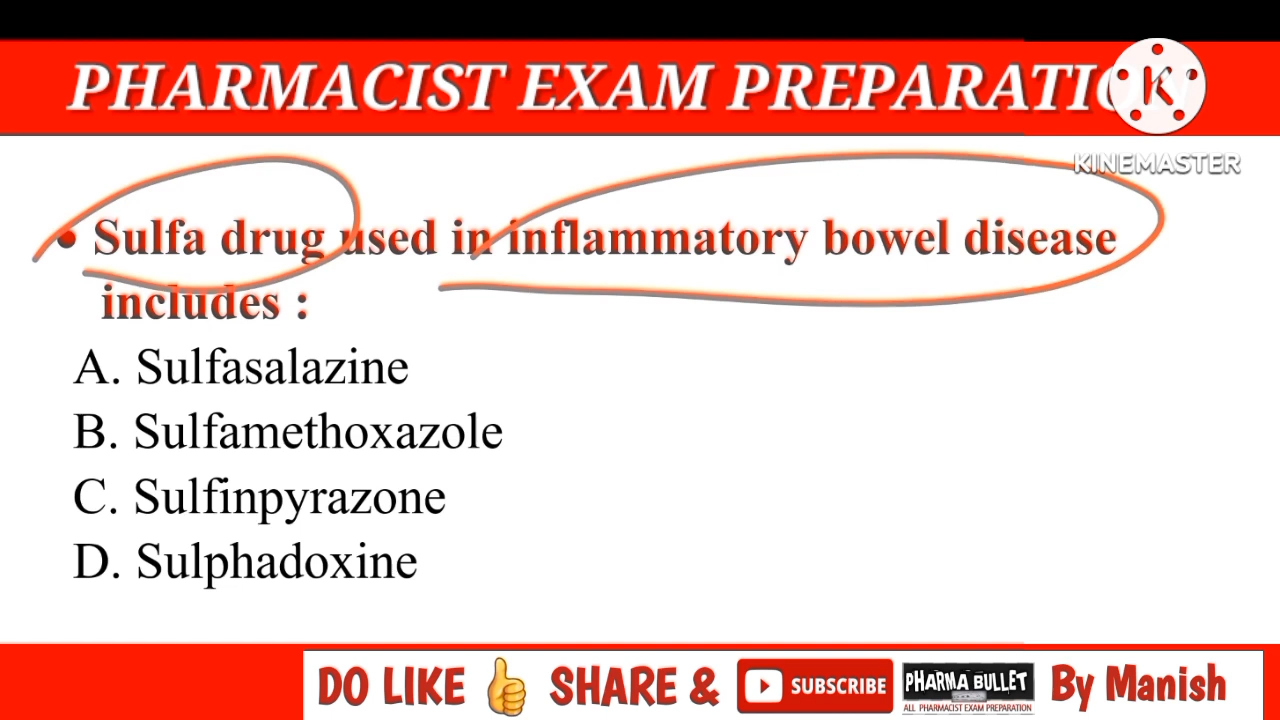 PHARMACIST EXAM PREPARATION
K
KINEMASTER
• Sulfa drug used in inflammatory bowel disease
includes :
A. Sulfasalazine
B. Sulfamethoxazole
C. Sulfinpyrazone
D. Sulphadoxine
DO LIKE 👍 SHARE & SUBSCRIBE PHARMA BULLET By Manish
ALL PHARMACIST EXAM PREPARATION